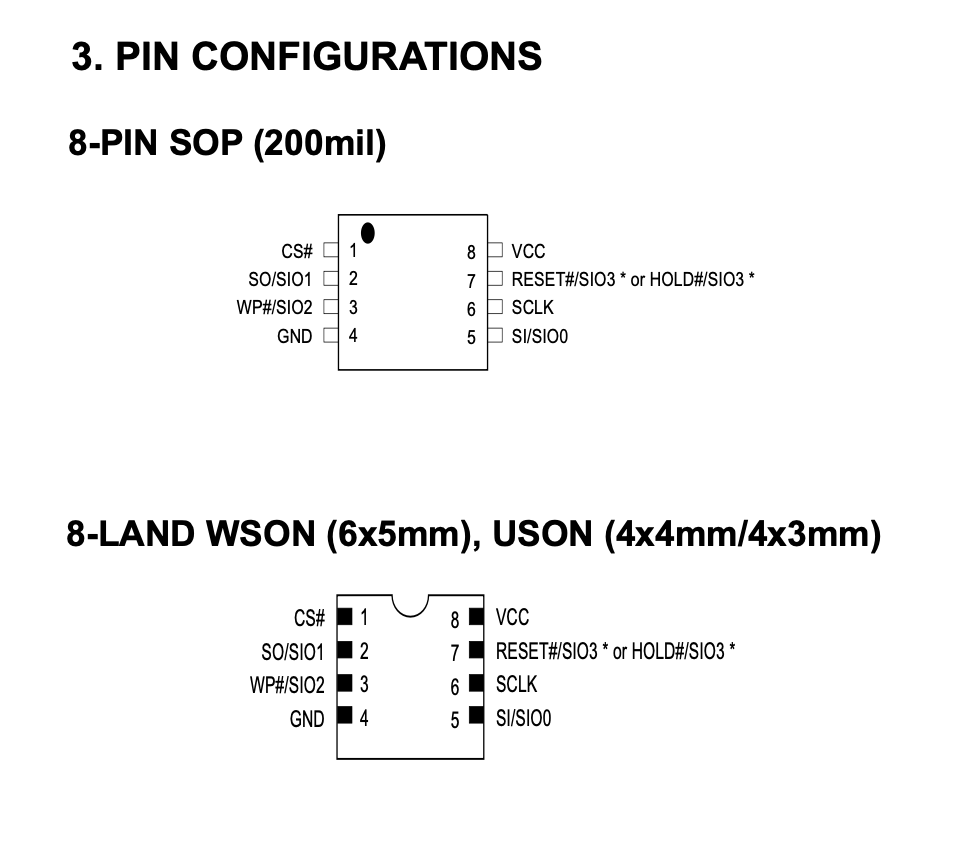 3. PIN CONFIGURATIONS
8-PIN SOP (200mil)
CS# 1 8 VCC
SO/SIO1 2 7 RESET#/SIO3 * or HOLD#/SIO3 *
WP#/SIO2 3 6 SCLK
GND 4 5 SI/SIO0
8-LAND WSON (6x5mm), USON (4x4mm/4x3mm)
CS# 1 8 VCC
SO/SIO1 2 7 RESET#/SIO3 * or HOLD#/SIO3 *
WP#/SIO2 3 6 SCLK
GND 4 5 SI/SIO0